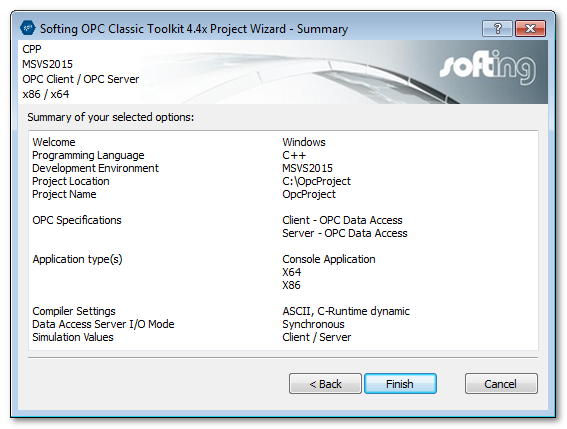 Softing OPC Classic Toolkit 4.4x Project Wizard - Summary
CPP
MSVS2015
OPC Client / OPC Server
x86 / x64
softing
Summary of your selected options:
Welcome Windows
Programming Language C++
Development Environment MSVS2015
Project Location C:\OpcProject
Project Name OpcProject
OPC Specifications Client - OPC Data Access
Server - OPC Data Access
Application type(s) Console Application
X64
X86
Compiler Settings ASCII, C-Runtime dynamic
Data Access Server I/O Mode Synchronous
Simulation Values Client / Server
< Back Finish Cancel